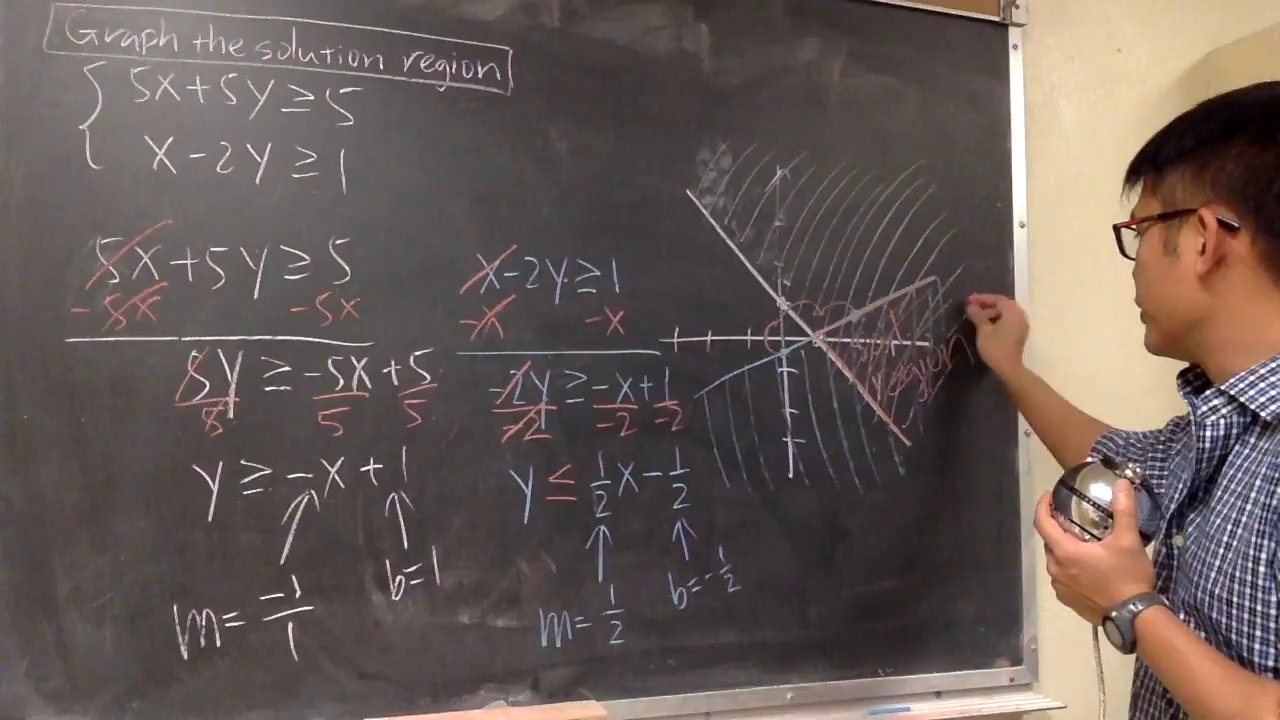 Graph the solution region
5x+5y≥5
x-2y≥1
5x+5y≥5
-5x -5x
5y ≥ -5x+5
5 5 5
y ≥ -x+1
b=1
m= -1/1
x-2y≥1
-x -x
-2y ≥ -x+1
-2 -2 -2
y ≤ 1/2 x - 1/2
b=-1/2
m= 1/2
region